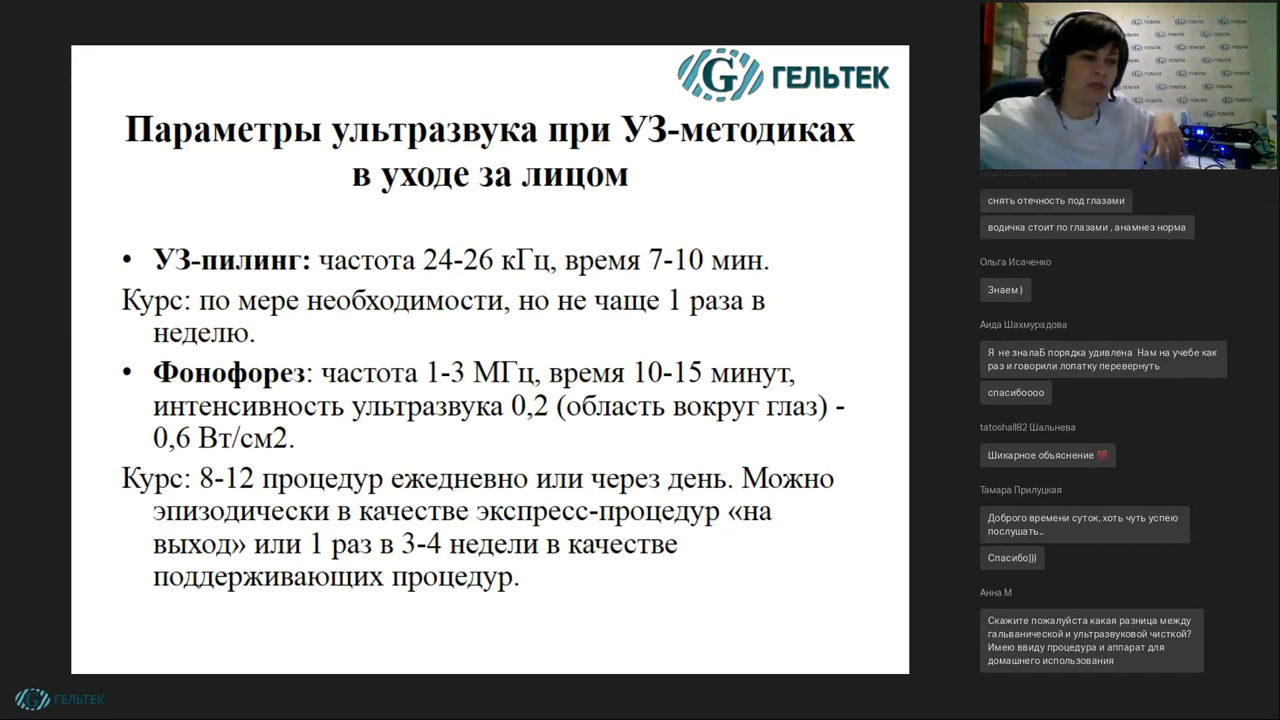 ГЕЛЬТЕК
Параметры ультразвука при УЗ-методиках
в уходе за лицом
• УЗ-пилинг: частота 24-26 кГц, время 7-10 мин.
Курс: по мере необходимости, но не чаще 1 раза в
неделю.
• Фонофорез: частота 1-3 МГц, время 10-15 минут,
интенсивность ультразвука 0,2 (область вокруг глаз) -
0,6 Вт/см2.
Курс: 8-12 процедур ежедневно или через день. Можно
эпизодически в качестве экспресс-процедур «на
выход» или 1 раз в 3-4 недели в качестве
поддерживающих процедур.
ГЕЛЬТЕК
снять отечность под глазами
водичка стоит по глазами , анамнез норма
Ольга Исаченко
Знаем )
Аида Шахмурадова
Я не зналаБ порядка удивлена Нам на учебе как
раз и говорили лопатку перевернуть
спасибоооо
tatoshall82 Шальнева
Шикарное объяснение 💯
Тамара Прилуцкая
Доброго времени суток, хоть чуть успею
послушать..
Спасибо)))
Анна М
Скажите пожалуйста какая разница между
гальванической и ультразвуковой чисткой?
Имею ввиду процедура и аппарат для
домашнего использования